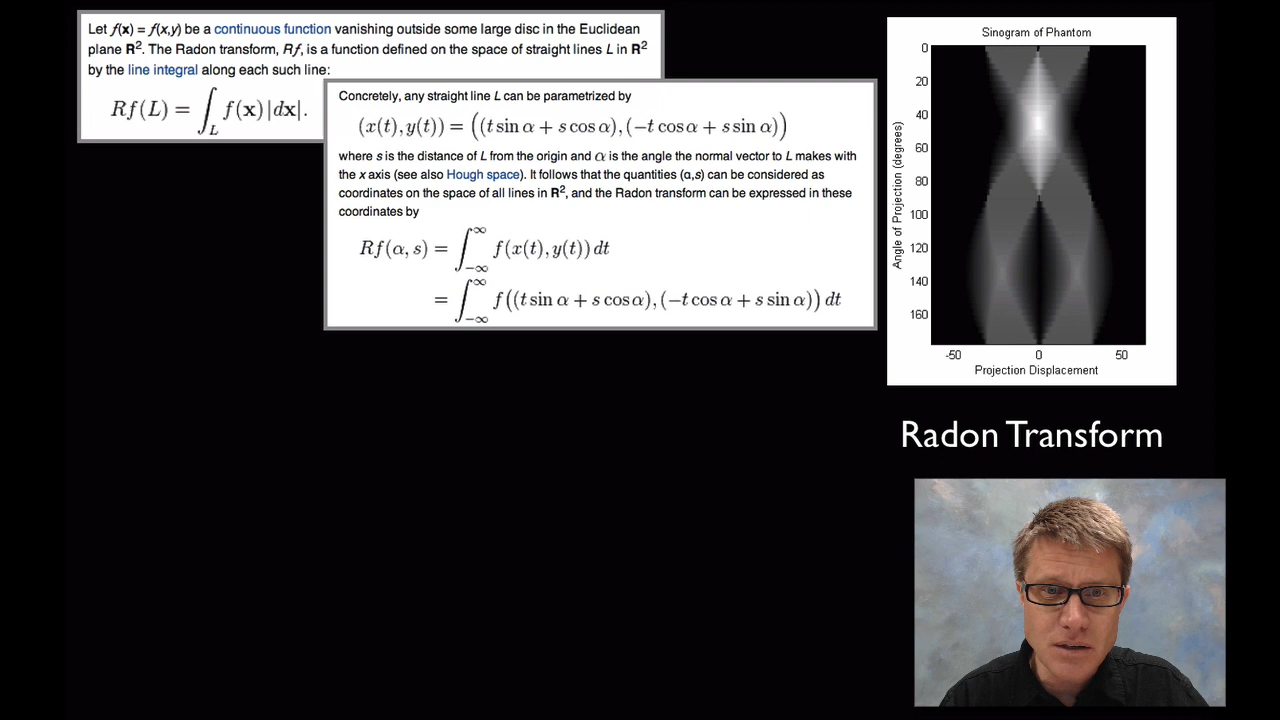 Let f(x) = f(x,y) be a continuous function vanishing outside some large disc in the Euclidean
plane R². The Radon transform, Rf, is a function defined on the space of straight lines L in R²
by the line integral along each such line:
Rf(L) = ∫_L f(x)|dx|.
Concretely, any straight line L can be parametrized by
(x(t), y(t)) = ((t sin α + s cos α), (−t cos α + s sin α))
where s is the distance of L from the origin and α is the angle the normal vector to L makes with
the x axis (see also Hough space). It follows that the quantities (α,s) can be considered as
coordinates on the space of all lines in R², and the Radon transform can be expressed in these
coordinates by
Rf(α, s) = ∫_−∞^∞ f(x(t), y(t)) dt
= ∫_−∞^∞ f((t sin α + s cos α), (−t cos α + s sin α)) dt
Sinogram of Phantom
Angle of Projection (degrees)
0
20
40
60
80
100
120
140
160
-50 0 50
Projection Displacement
Radon Transform